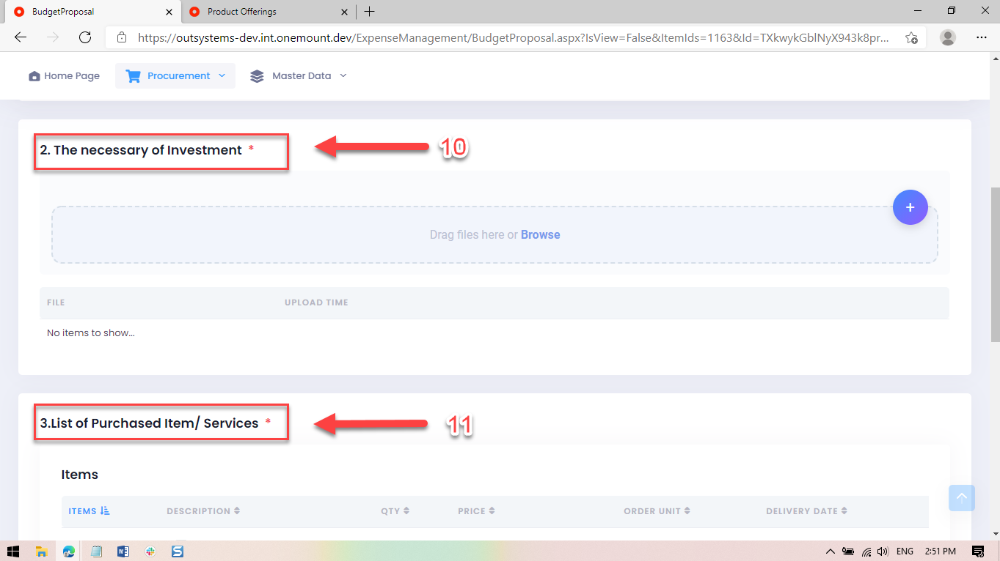 BudgetProposal
Product Offerings
https://outsystems-dev.int.onemount.dev/ExpenseManagement/BudgetProposal.aspx?IsView=False&ItemIds=1163&Id=TXkwykGblNyX943k8pr...
Home Page Procurement Master Data
2. The necessary of Investment *
10
+
Drag files here or Browse
FILE UPLOAD TIME
No items to show...
3.List of Purchased Item/ Services *
11
Items
ITEMS DESCRIPTION QTY PRICE ORDER UNIT DELIVERY DATE
ENG 2:51 PM